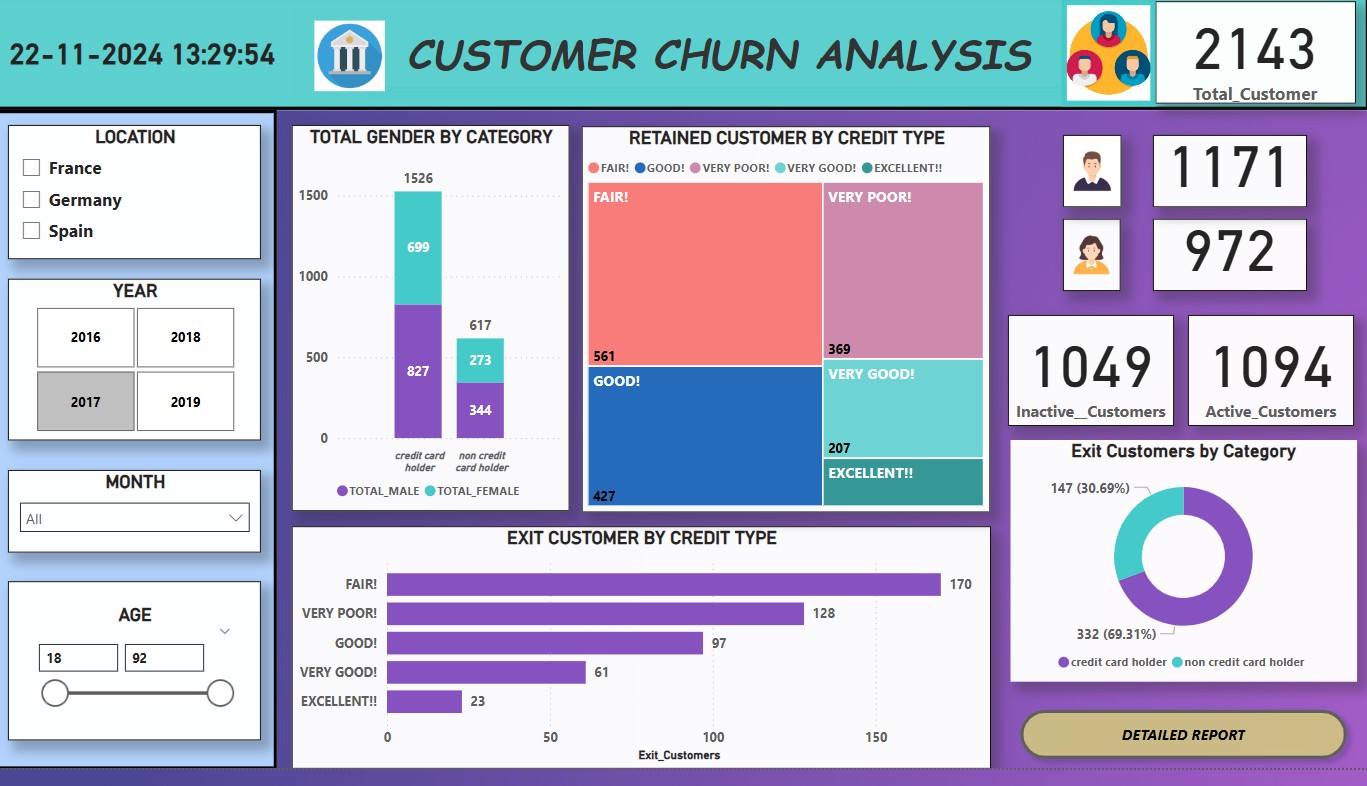 22-11-2024 13:29:54
CUSTOMER CHURN ANALYSIS
2143
Total_Customer
LOCATION
France
Germany
Spain
YEAR
2016
2018
2017
2019
MONTH
All
AGE
18
92
TOTAL GENDER BY CATEGORY
1526
1500
699
1000
617
500
827
273
344
0
credit card
holder
non credit
card holder
TOTAL_MALE TOTAL_FEMALE
RETAINED CUSTOMER BY CREDIT TYPE
FAIR! GOOD! VERY POOR! VERY GOOD! EXCELLENT!!
FAIR!
561
VERY POOR!
369
GOOD!
427
VERY GOOD!
207
EXCELLENT!!
EXIT CUSTOMER BY CREDIT TYPE
FAIR! 170
VERY POOR! 128
GOOD! 97
VERY GOOD! 61
EXCELLENT!! 23
0 50 100 150
Exit_Customers
1171
972
1049
Inactive__Customers
1094
Active_Customers
Exit Customers by Category
147 (30.69%)
332 (69.31%)
credit card holder non credit card holder
DETAILED REPORT